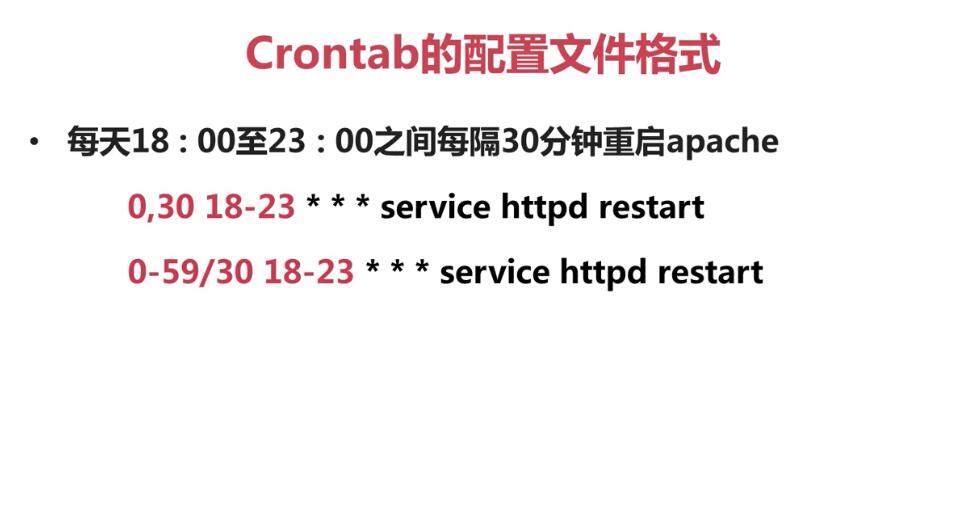 Crontab的配置文件格式
• 每天18：00至23：00之间每隔30分钟重启apache
0,30 18-23 * * * service httpd restart
0-59/30 18-23 * * * service httpd restart